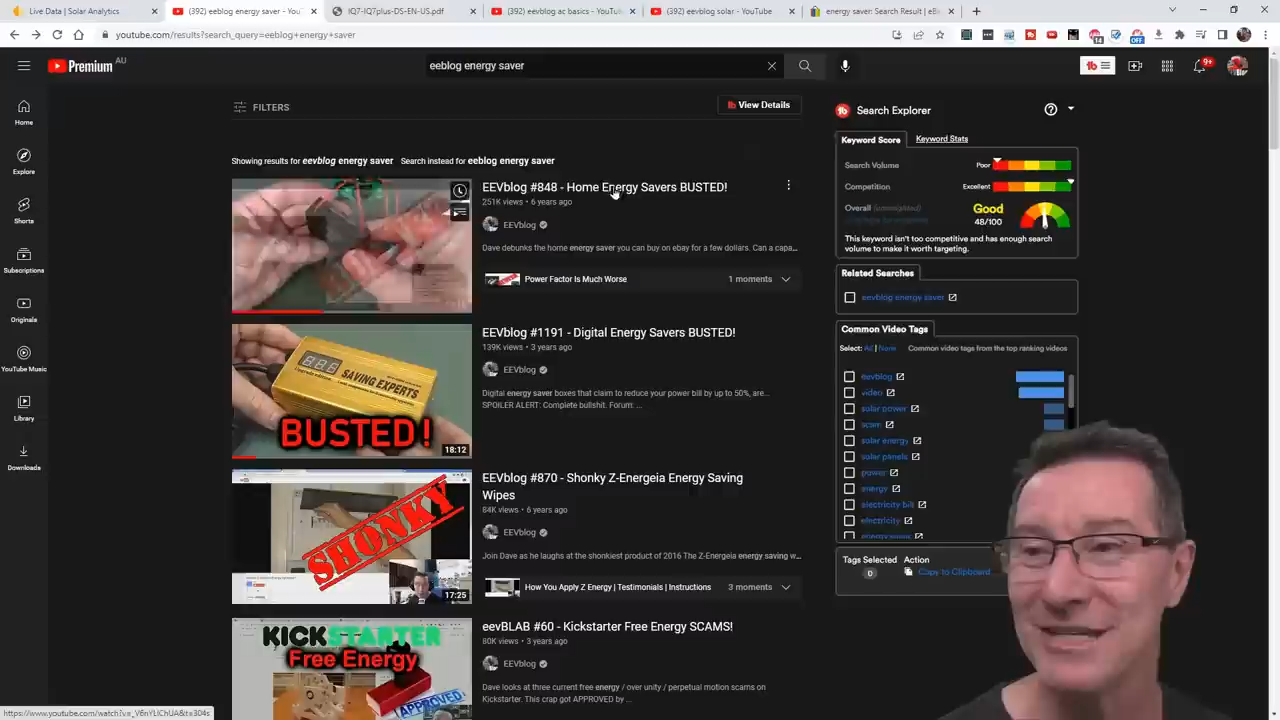 (392) eevblog energy saver - You
(392) eevblog energy saver - You
IQ7-IQ7plus-DS-EN-US.pdf
(392) eevblog ac basics - YouTube
(392) eevblog solar - YouTube
energy saver: Search Result | eBay
youtube.com/results?search_query=eeblog+energy+saver
14
OFF
Premium AU
eeblog energy saver
9+
Home
Explore
Shorts
Subscriptions
Originals
YouTube Music
Library
Downloads
FILTERS
View Details
Showing results for eevblog energy saver Search instead for eeblog energy saver
EEVblog #848 - Home Energy Savers BUSTED!
251K views • 6 years ago
EEVblog
Dave debunks the home energy saver you can buy on ebay for a few dollars. Can a capa...
Power Factor Is Much Worse
1 moments
SAVING EXPERTS
BUSTED!
18:12
EEVblog #1191 - Digital Energy Savers BUSTED!
139K views • 3 years ago
EEVblog
Digital energy saver boxes that claim to reduce your power bill by up to 50%, are...
SPOILER ALERT: Complete bullshit. Forum: ...
SHONKY
17:25
EEVblog #870 - Shonky Z-Energeia Energy Saving
Wipes
84K views • 6 years ago
EEVblog
Join Dave as he laughs at the shonkiest product of 2016 The Z-Energeia energy saving w...
How You Apply Z Energy | Testimonials | Instructions
3 moments
KICKSTARTER
Free Energy
APPROVED!
eevBLAB #60 - Kickstarter Free Energy SCAMS!
80K views • 3 years ago
EEVblog
Dave looks at three current free energy / over unity / perpetual motion scams on
Kickstarter. This crap got APPROVED by ...
Search Explorer
Keyword Score
Keyword Stats
Search Volume
Poor
Competition
Excellent
Overall
Good
48/100
This keyword isn't too competitive and has enough search
volume to make it worth targeting.
Related Searches
eevblog energy saver
Common Video Tags
Select: All | None
Common video tags from the top ranking videos
eevblog
video
solar power
scam
solar energy
solar panels
power
energy
electricity bill
electricity
Tags Selected
0
Action
Copy to Clipboard